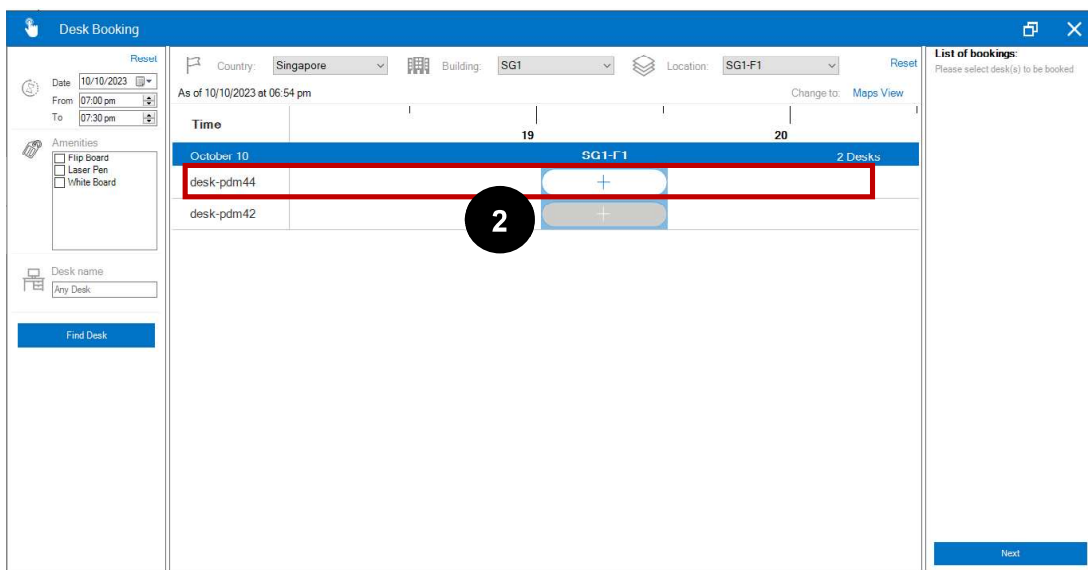 Desk Booking
Reset
Date 10/10/2023
From 07:00 pm
To 07:30 pm
Amenities
Flip Board
Laser Pen
White Board
Desk name
Any Desk
Find Desk
Country: Singapore Building: SG1 Location: SG1-F1 Reset
As of 10/10/2023 at 06:54 pm Change to: Maps View
Time 19 20
October 10 SG1-F1 2 Desks
desk-pdm44 +
desk-pdm42 +
2
List of bookings:
Please select desk(s) to be booked
Next